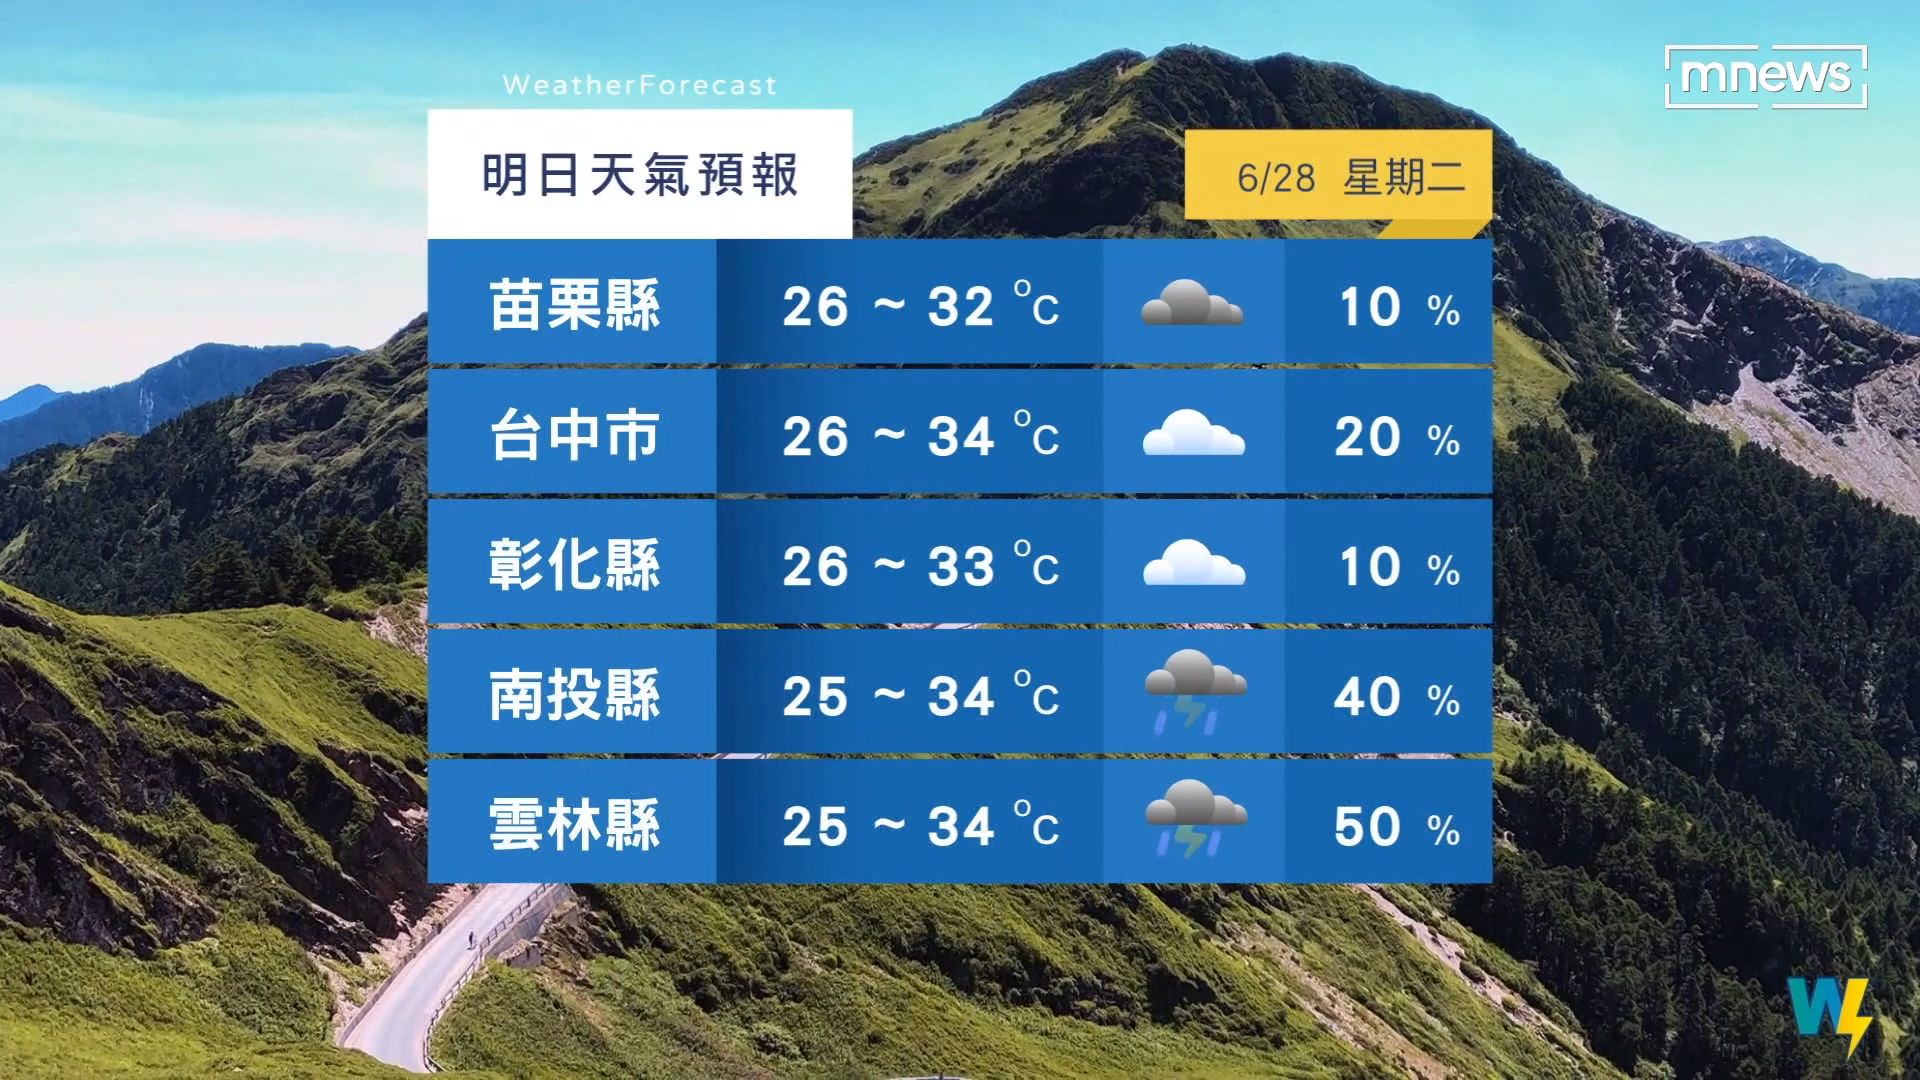 WeatherForecast
mnews
明日天氣預報
6/28 星期二
苗栗縣 26 ~ 32 °C 10 %
台中市 26 ~ 34 °C 20 %
彰化縣 26 ~ 33 °C 10 %
南投縣 25 ~ 34 °C 40 %
雲林縣 25 ~ 34 °C 50 %
W